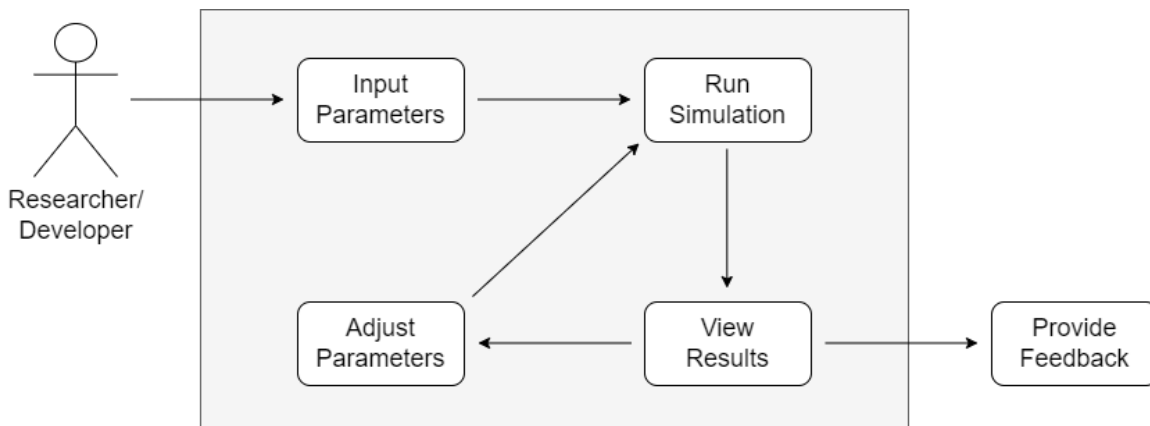 Input
Parameters
Run
Simulation
Researcher/
Developer
Adjust
Parameters
View
Results
Provide
Feedback